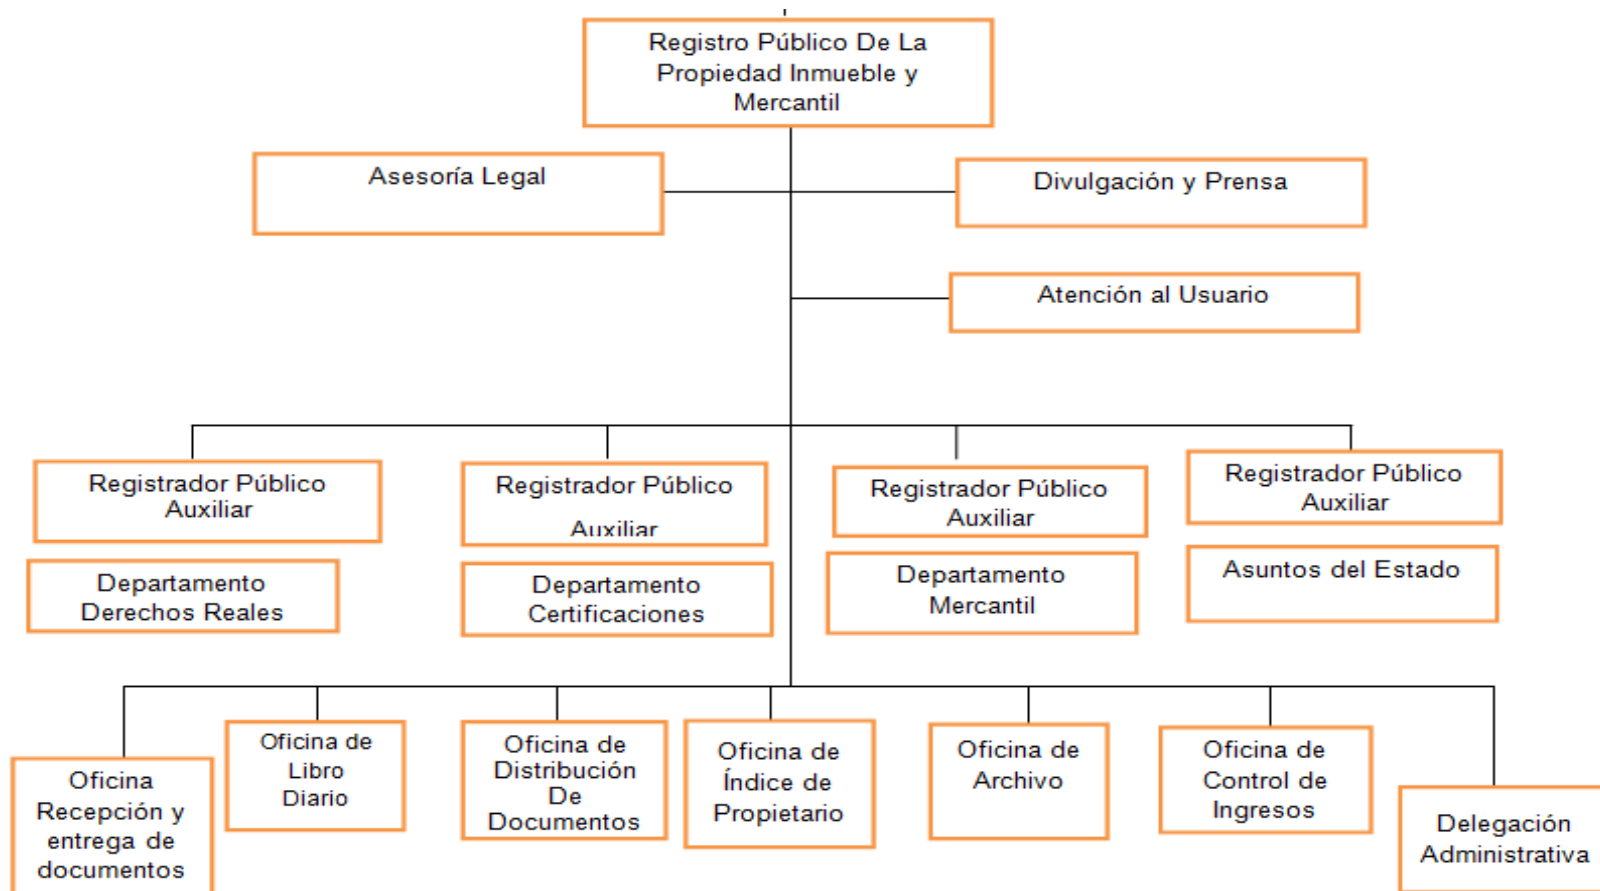 Registro Público De La
Propiedad Inmueble y
Mercantil
Asesoría Legal
Divulgación y Prensa
Atención al Usuario
Registrador Público
Auxiliar
Registrador Público
Auxiliar
Registrador Público
Auxiliar
Registrador Público
Auxiliar
Departamento
Derechos Reales
Departamento
Certificaciones
Departamento
Mercantil
Asuntos del Estado
Oficina
Recepción y
entrega de
documentos
Oficina de
Libro
Diario
Oficina de
Distribución
De
Documentos
Oficina de
Índice de
Propietario
Oficina de
Archivo
Oficina de
Control de
Ingresos
Delegación
Administrativa